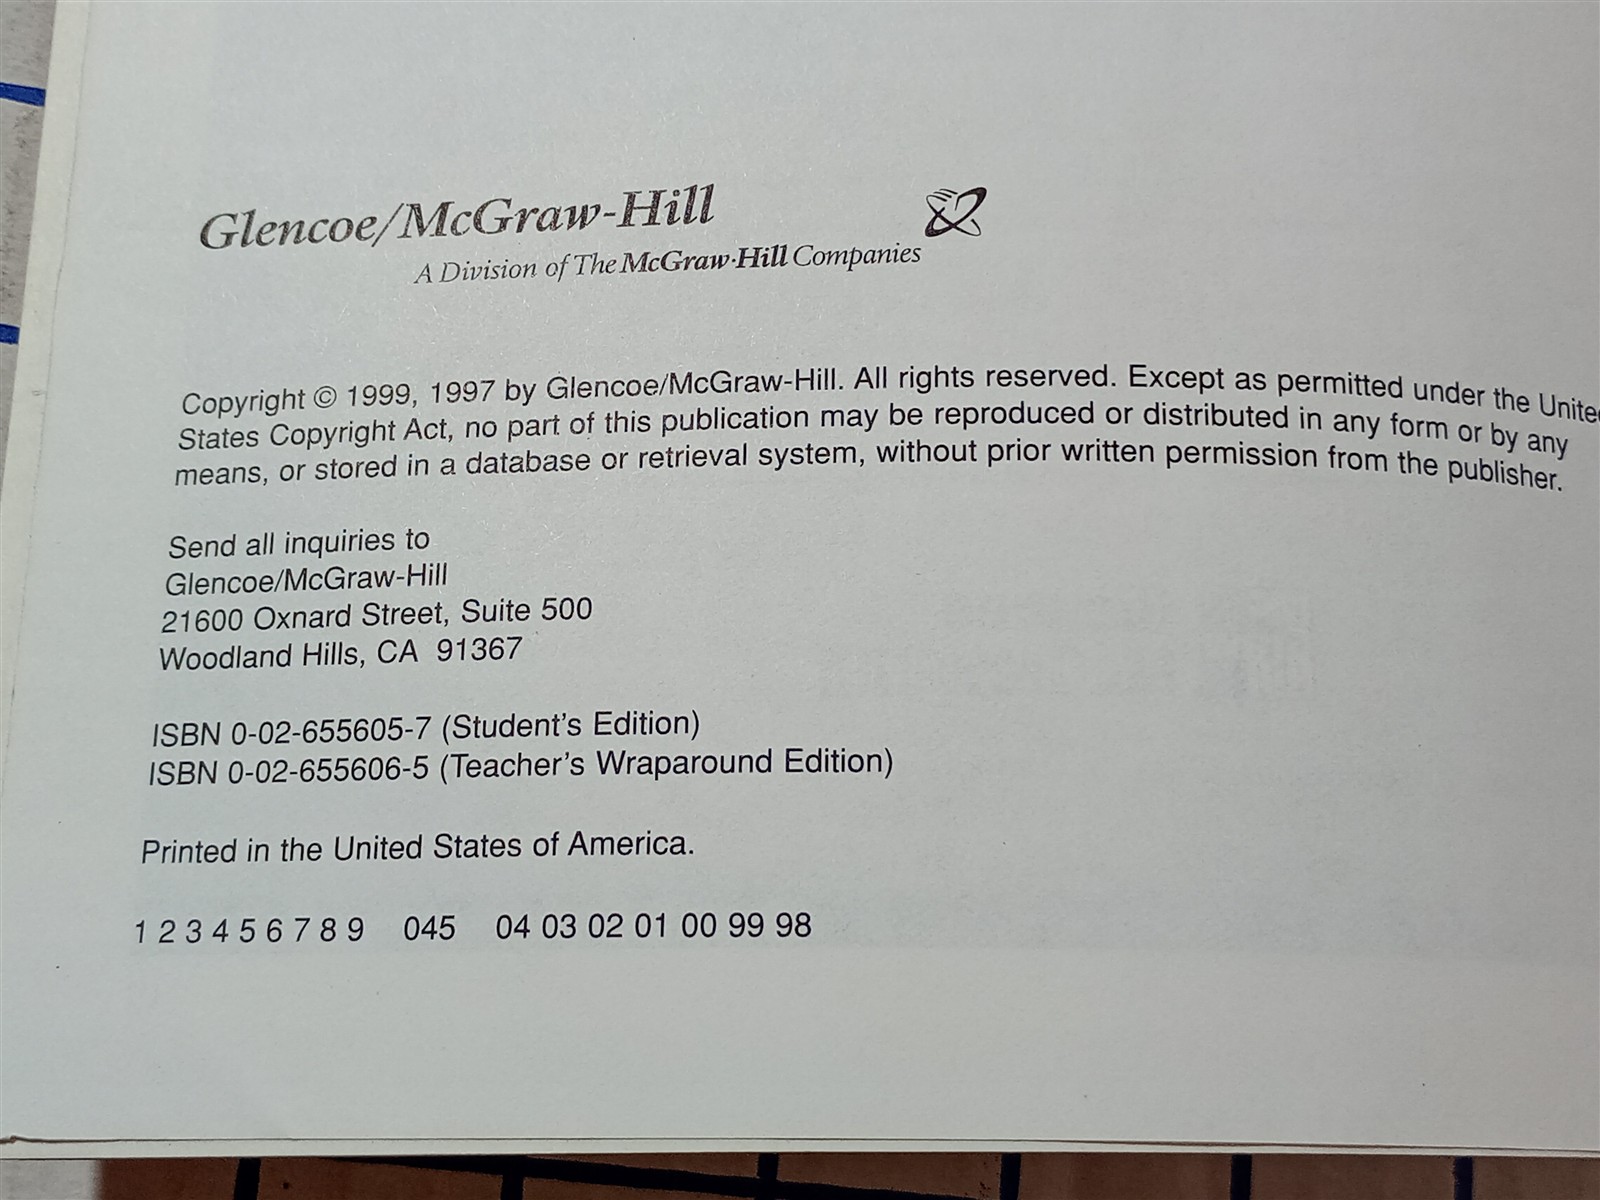 Glencoe/McGraw-Hill
A Division of The McGraw·Hill Companies
Copyright © 1999, 1997 by Glencoe/McGraw-Hill. All rights reserved. Except as permitted under the United
States Copyright Act, no part of this publication may be reproduced or distributed in any form or by any
means, or stored in a database or retrieval system, without prior written permission from the publisher.
Send all inquiries to
Glencoe/McGraw-Hill
21600 Oxnard Street, Suite 500
Woodland Hills, CA 91367
ISBN 0-02-655605-7 (Student's Edition)
ISBN 0-02-655606-5 (Teacher's Wraparound Edition)
Printed in the United States of America.
1 2 3 4 5 6 7 8 9 045 04 03 02 01 00 99 98